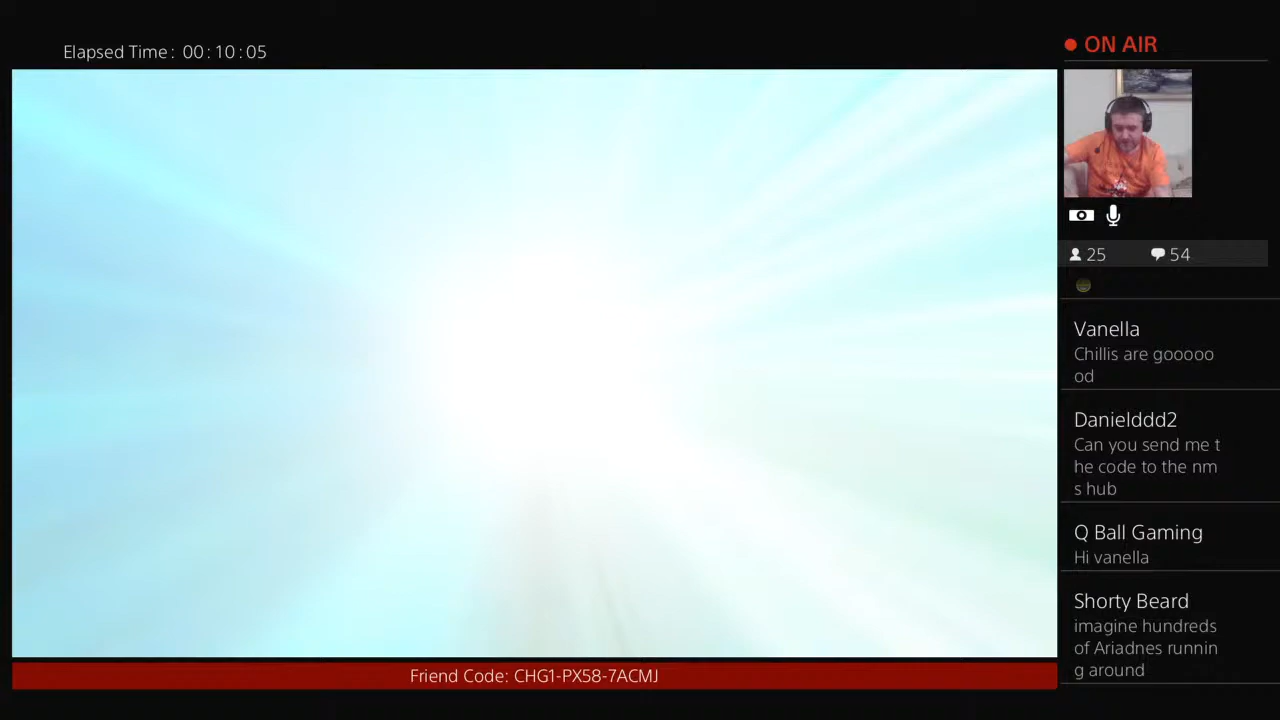 Elapsed Time: 00:10:05
ON AIR
25 54
Vanella
Chillis are gooooo
od
Danielddd2
Can you send me t
he code to the nm
s hub
Q Ball Gaming
Hi vanella
Shorty Beard
imagine hundreds
of Ariadnes runnin
g around
Friend Code: CHG1-PX58-7ACMJ